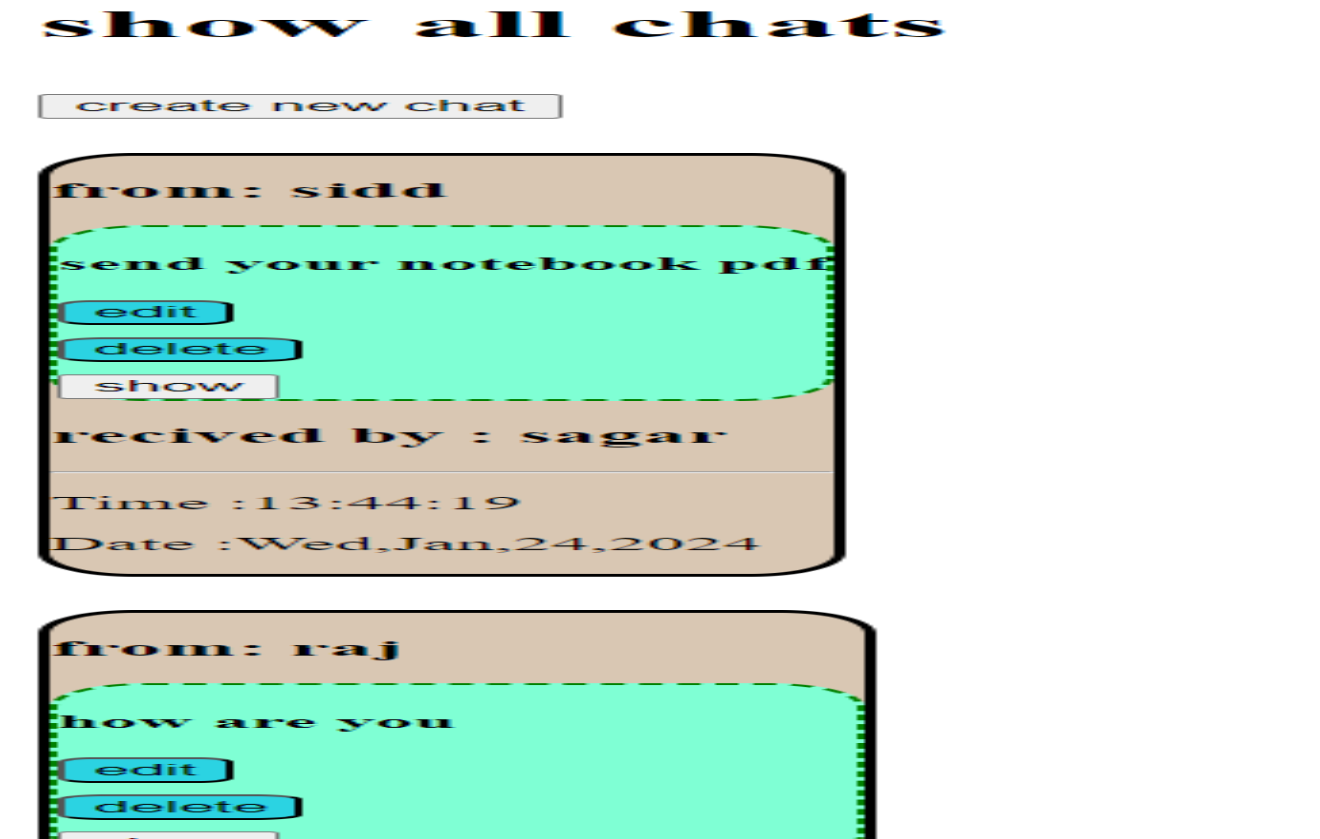 show all chats
create new chat
from: sidd
send your notebook pdf
edit
delete
show
recived by : sagar
Time :13:44:19
Date :Wed,Jan,24,2024
from: raj
how are you
edit
delete